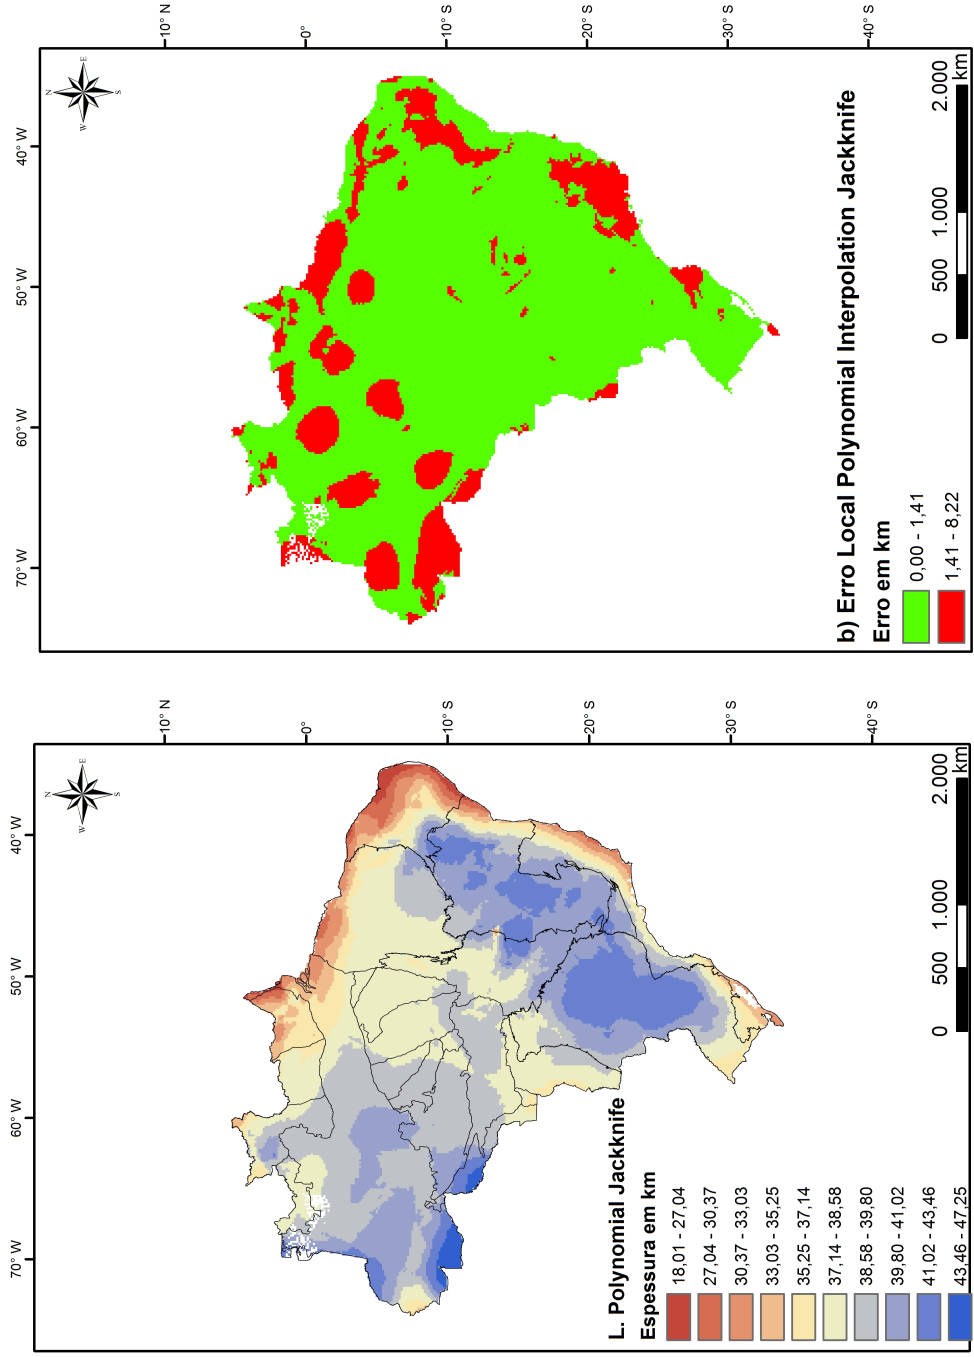 70° W
60° W
50° W
40° W
N
W
E
S
10° N
0°
10° S
20° S
30° S
40° S
L. Polynomial Jackknife
Espessura em km
18,01 - 27,04
27,04 - 30,37
30,37 - 33,03
33,03 - 35,25
35,25 - 37,14
37,14 - 38,58
38,58 - 39,80
39,80 - 41,02
41,02 - 43,46
43,46 - 47,25
0
500
1.000
2.000
km
70° W
60° W
50° W
40° W
N
W
E
S
10° N
0°
10° S
20° S
30° S
40° S
b) Erro Local Polynomial Interpolation Jackknife
Erro em km
0,00 - 1,41
1,41 - 8,22
0
500
1.000
2.000
km